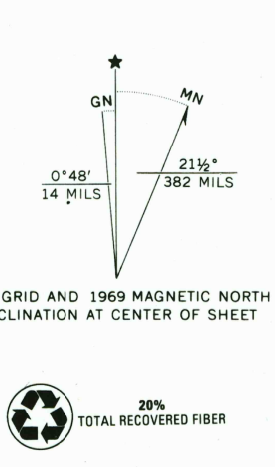 GN
MN
0°48'
14 MILS
21½°
382 MILS
GRID AND 1969 MAGNETIC NORTH
CLINATION AT CENTER OF SHEET
20%
TOTAL RECOVERED FIBER